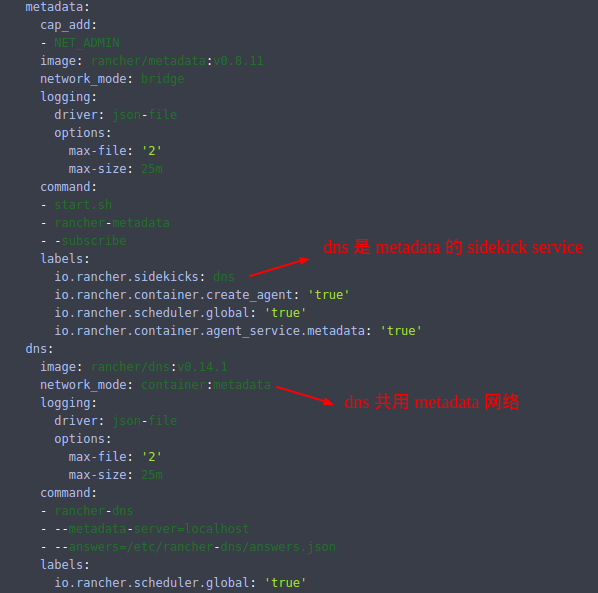 metadata:
cap_add:
- NET_ADMIN
image: rancher/metadata:v0.8.11
network_mode: bridge
logging:
driver: json-file
options:
max-file: '2'
max-size: 25m
command:
- start.sh
- rancher-metadata
- -subscribe
dns 是 metadata 的 sidekick service
labels:
io.rancher.sidekicks: dns
io.rancher.container.create_agent: 'true'
io.rancher.scheduler.global: 'true'
io.rancher.container.agent_service.metadata: 'true'
dns:
image: rancher/dns:v0.14.1
network_mode: container:metadata
dns 共用 metadata 网络
logging:
driver: json-file
options:
max-file: '2'
max-size: 25m
command:
- rancher-dns
- --metadata-server=localhost
- --answers=/etc/rancher-dns/answers.json
labels:
io.rancher.scheduler.global: 'true'